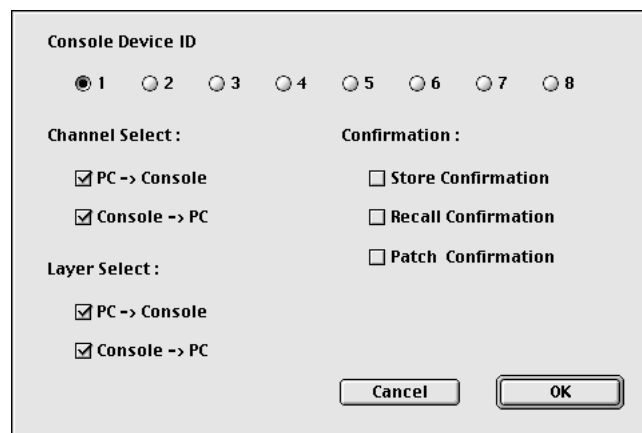 Console Device ID
1 2 3 4 5 6 7 8
Channel Select :
PC -> Console
Console -> PC
Layer Select :
PC -> Console
Console -> PC
Confirmation :
Store Confirmation
Recall Confirmation
Patch Confirmation
Cancel
OK